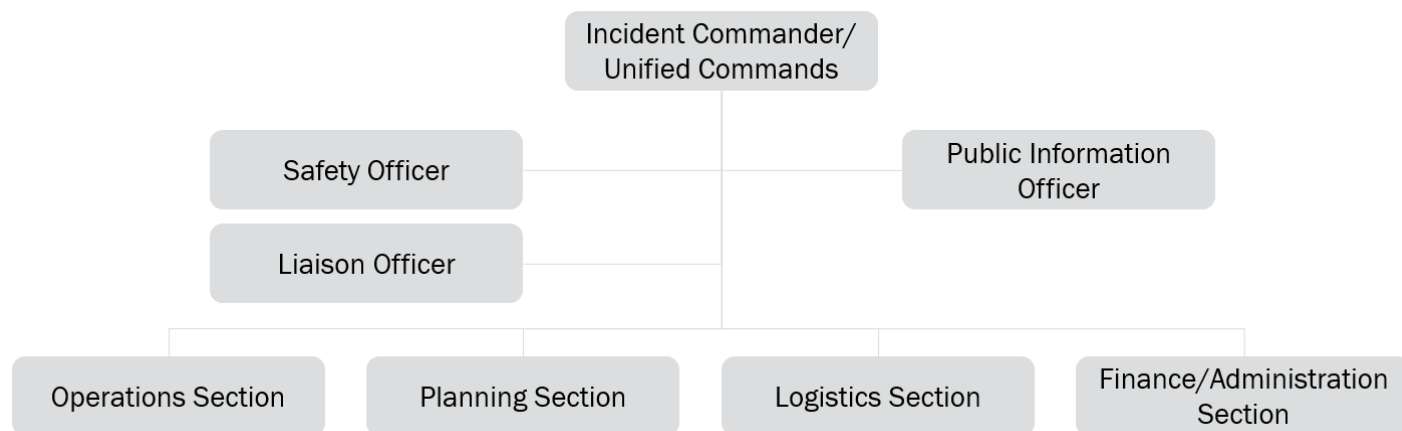 Incident Commander/
Unified Commands
Safety Officer
Public Information
Officer
Liaison Officer
Operations Section
Planning Section
Logistics Section
Finance/Administration
Section